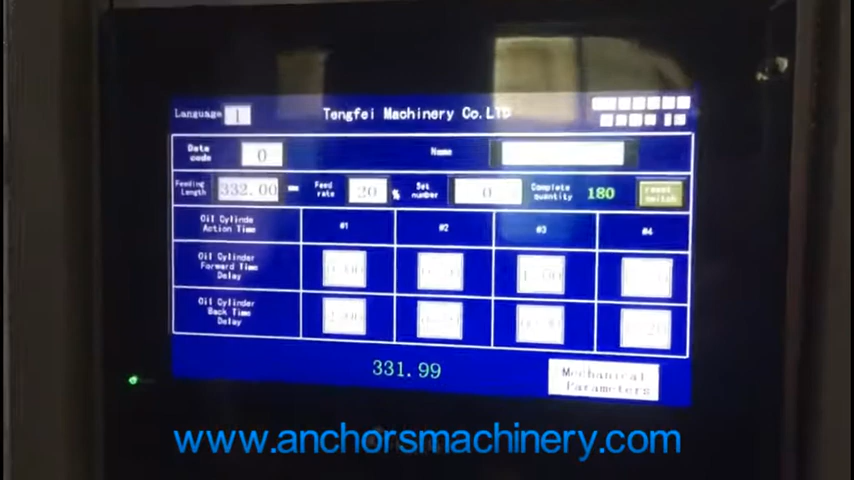 Language 1 Tengfei Machinery Co.LTD
Date code 0 Name
Feeding Length 332.00 mm Feed rate 20 % Set number 0 Complete quantity 180 reset switch
Oil Cylinde Action Time #1 #2 #3 #4
Oil Cylinder Forward Time Delay
Oil Cylinder Back Time Delay
331.99 Mechanical Parameters
www.anchorsmachinery.com